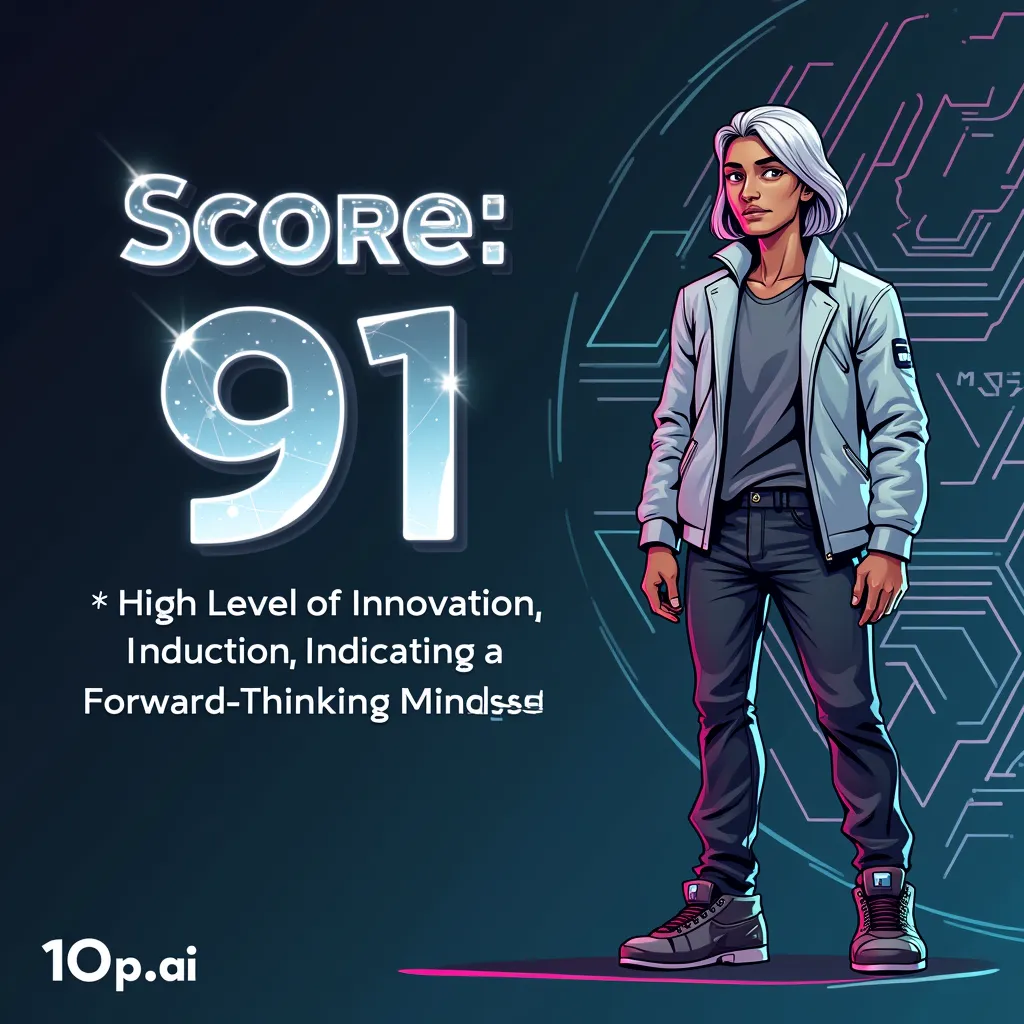 Score:
91
* High Level of Innovation,
Induction, Indicating a
Forward-Thinking
10p.ai